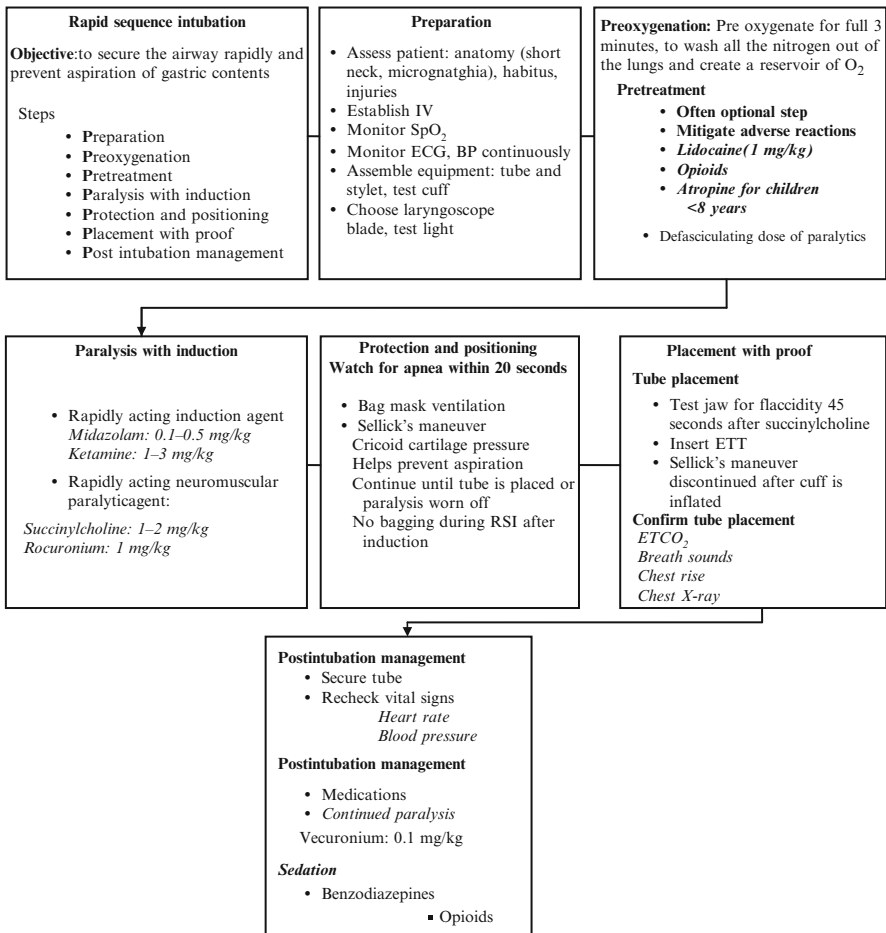 Rapid sequence intubation
Objective:to secure the airway rapidly and
prevent aspiration of gastric contents
Steps
• Preparation
• Preoxygenation
• Pretreatment
• Paralysis with induction
• Protection and positioning
• Placement with proof
• Post intubation management
Preparation
• Assess patient: anatomy (short
neck, micrognatghia), habitus,
injuries
• Establish IV
• Monitor SpO2
• Monitor ECG, BP continuously
• Assemble equipment: tube and
stylet, test cuff
• Choose laryngoscope
blade, test light
Preoxygenation: Pre oxygenate for full 3
minutes, to wash all the nitrogen out of
the lungs and create a reservoir of O2
Pretreatment
• Often optional step
• Mitigate adverse reactions
• Lidocaine(1 mg/kg)
• Opioids
• Atropine for children
<8 years
• Defasciculating dose of paralytics
Paralysis with induction
• Rapidly acting induction agent
Midazolam: 0.1–0.5 mg/kg
Ketamine: 1–3 mg/kg
• Rapidly acting neuromuscular
paralyticagent:
Succinylcholine: 1–2 mg/kg
Rocuronium: 1 mg/kg
Protection and positioning
Watch for apnea within 20 seconds
• Bag mask ventilation
• Sellick's maneuver
Cricoid cartilage pressure
Helps prevent aspiration
Continue until tube is placed or
paralysis worn off
No bagging during RSI after
induction
Placement with proof
Tube placement
• Test jaw for flaccidity 45
seconds after succinylcholine
• Insert ETT
• Sellick's maneuver
discontinued after cuff is
inflated
Confirm tube placement
ETCO2
Breath sounds
Chest rise
Chest X-ray
Postintubation management
• Secure tube
• Recheck vital signs
Heart rate
Blood pressure
Postintubation management
• Medications
• Continued paralysis
Vecuronium: 0.1 mg/kg
Sedation
• Benzodiazepines
▪ Opioids